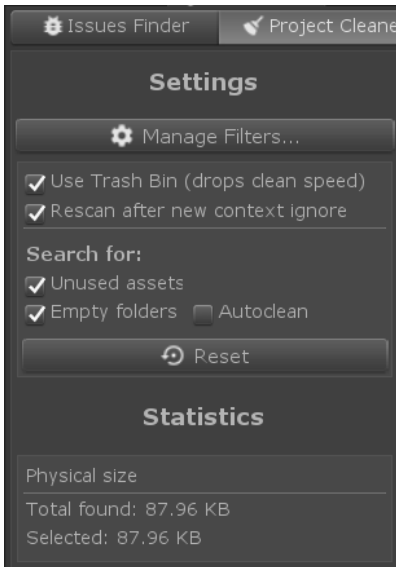 Issues Finder
Project Cleane
Settings
Manage Filters...
Use Trash Bin (drops clean speed)
Rescan after new context ignore
Search for:
Unused assets
Empty folders Autoclean
Reset
Statistics
Physical size
Total found: 87.96 KB
Selected: 87.96 KB